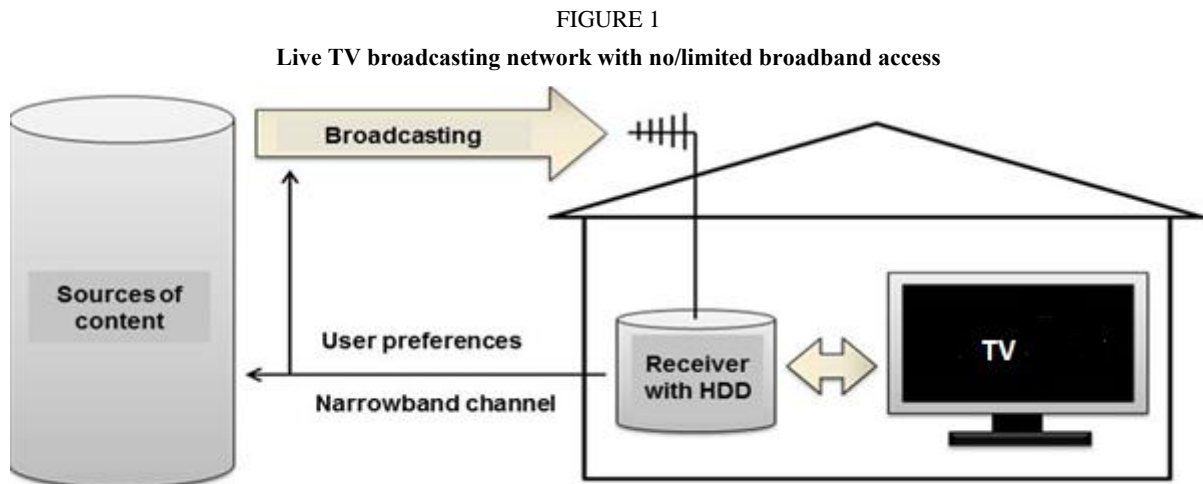 FIGURE 1
Live TV broadcasting network with no/limited broadband access
Broadcasting
Sources of
content
User preferences
Narrowband channel
Receiver
with HDD
TV